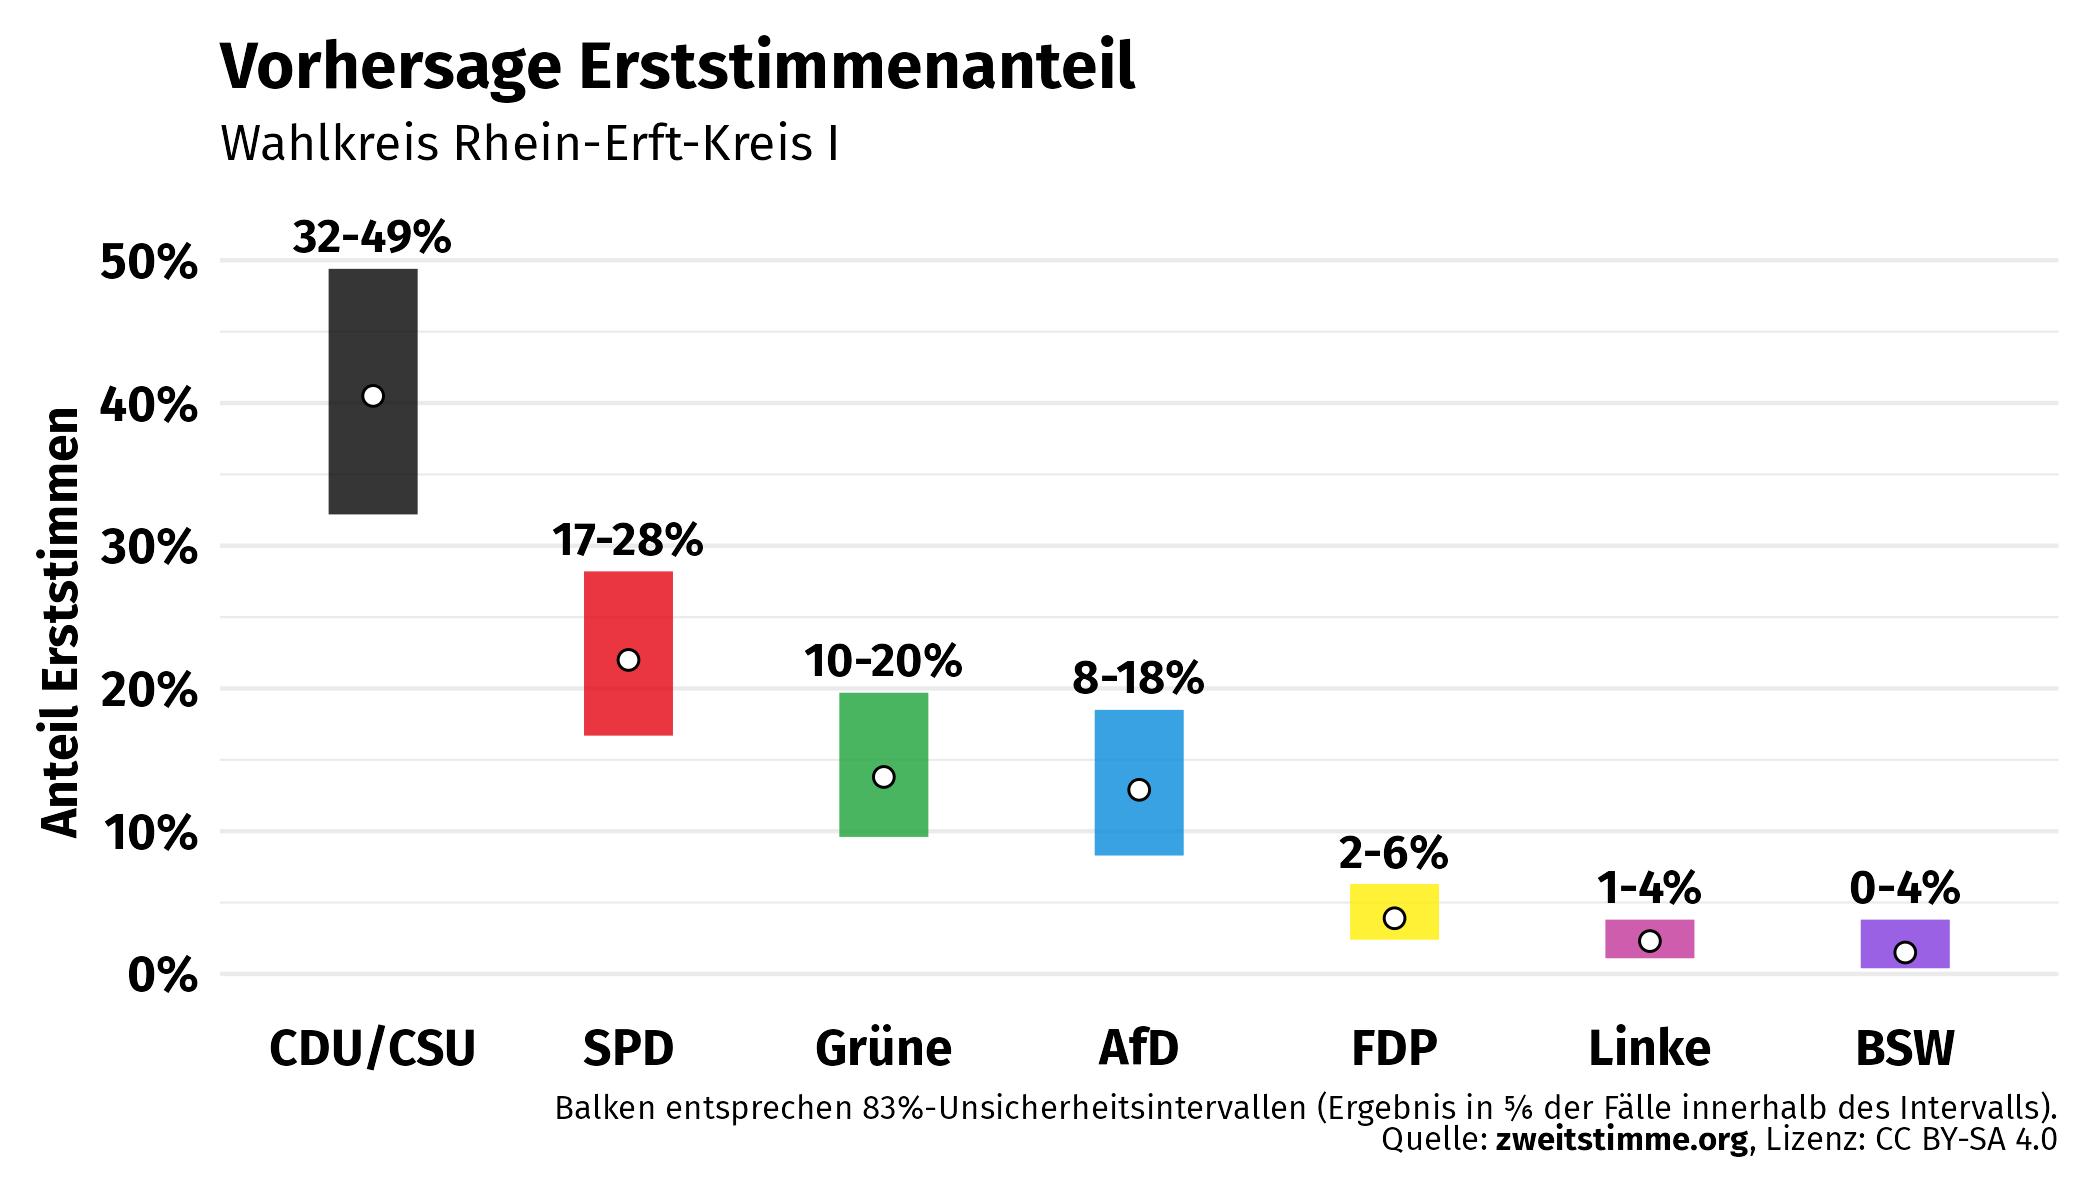 Vorhersage Erststimmenanteil
Wahlkreis Rhein-Erft-Kreis I
Anteil Erststimmen
50%
40%
30%
20%
10%
0%
32-49%
17-28%
10-20%
8-18%
2-6%
1-4%
0-4%
CDU/CSU
SPD
Grüne
AfD
FDP
Linke
BSW
Balken entsprechen 83%-Unsicherheitsintervallen (Ergebnis in ⅚ der Fälle innerhalb des Intervalls).
Quelle: zweitstimme.org, Lizenz: CC BY-SA 4.0